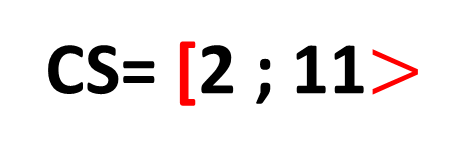 CS= [2 ; 11>